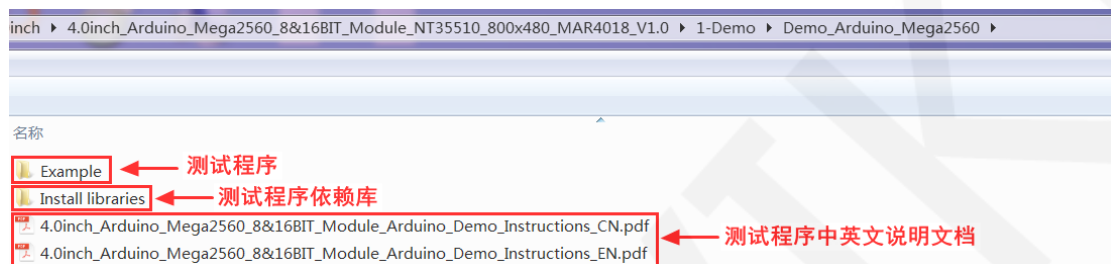 inch ▸ 4.0inch_Arduino_Mega2560_8&16BIT_Module_NT35510_800x480_MAR4018_V1.0 ▸ 1-Demo ▸ Demo_Arduino_Mega2560 ▸
名称
Example 测试程序
Install libraries 测试程序依赖库
4.0inch_Arduino_Mega2560_8&16BIT_Module_Arduino_Demo_Instructions_CN.pdf
测试程序中英文说明文档
4.0inch_Arduino_Mega2560_8&16BIT_Module_Arduino_Demo_Instructions_EN.pdf